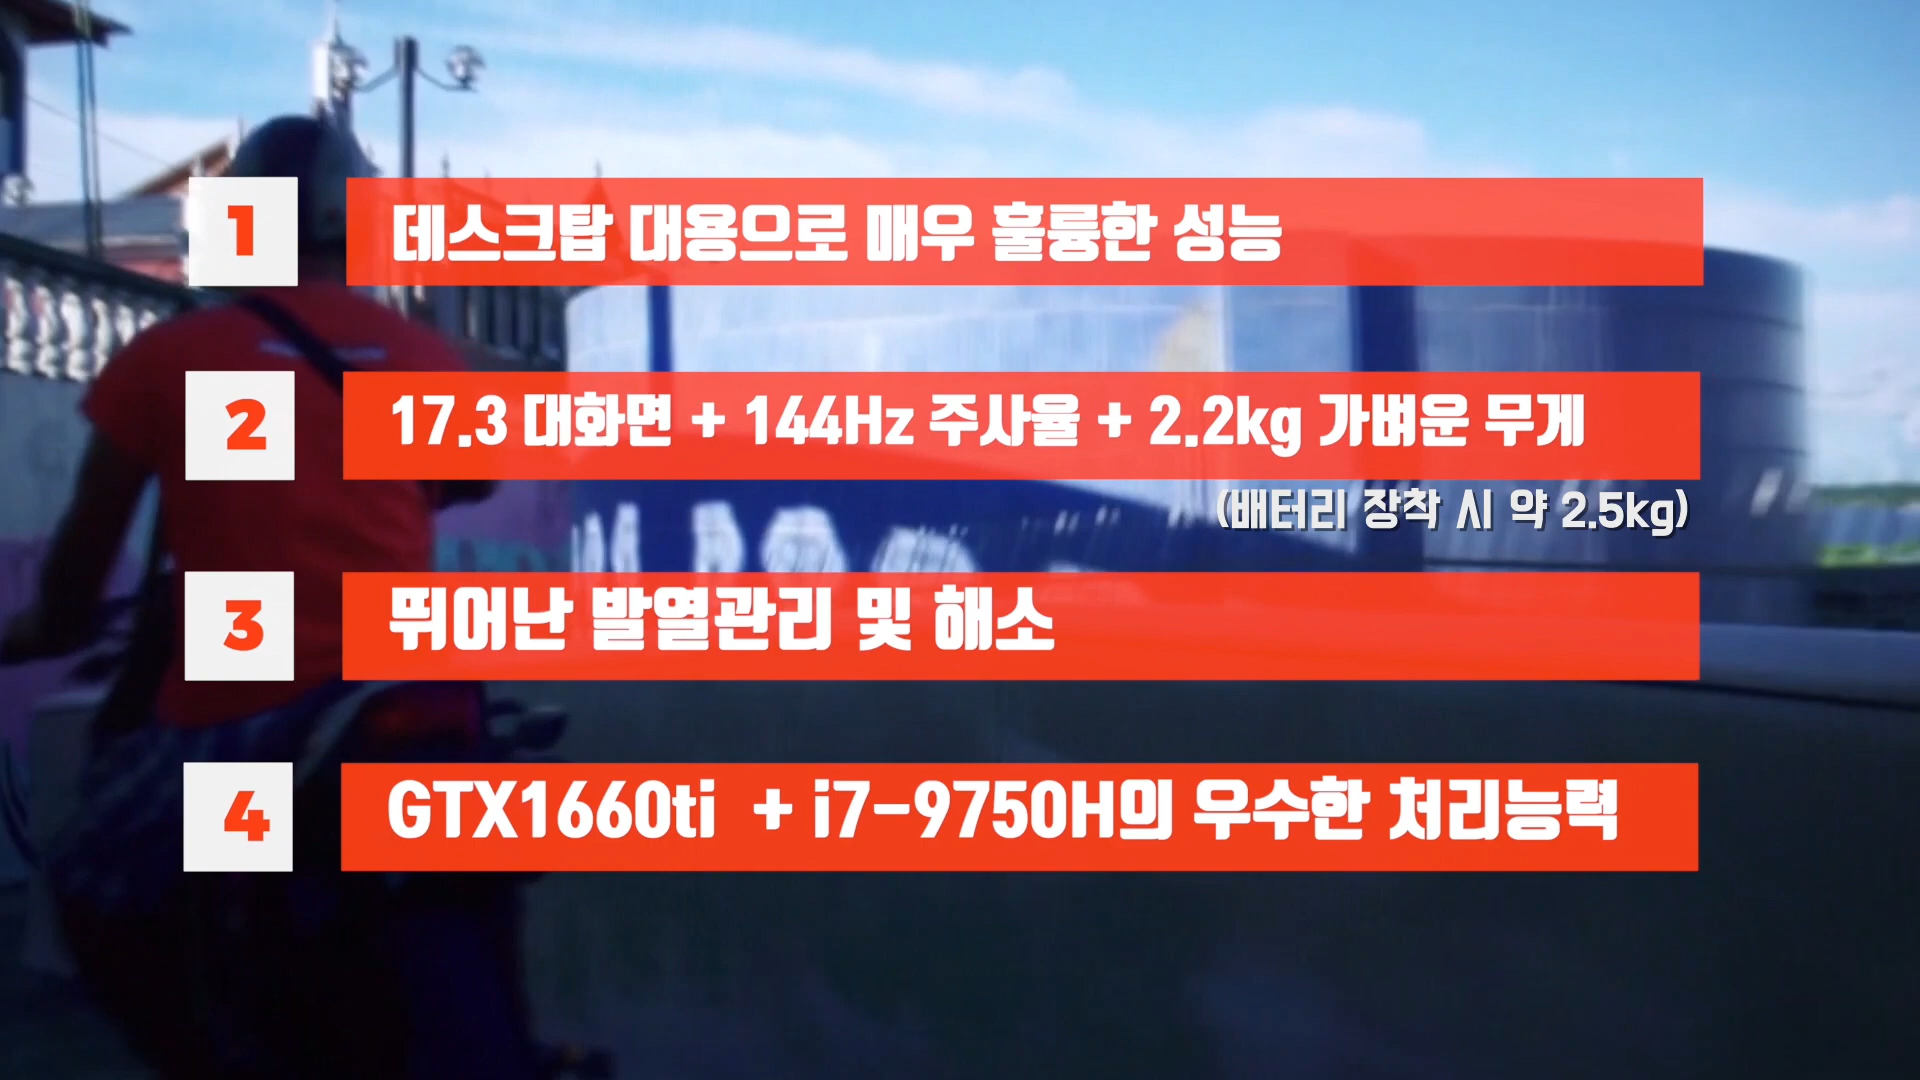 1
데스크탑 대용으로 매우 훌륭한 성능
2
17.3 대화면 + 144Hz 주사율 + 2.2kg 가벼운 무게
(배터리 장착 시 약 2.5kg)
3
뛰어난 발열관리 및 해소
4
GTX1660ti + i7-9750H의 우수한 처리능력